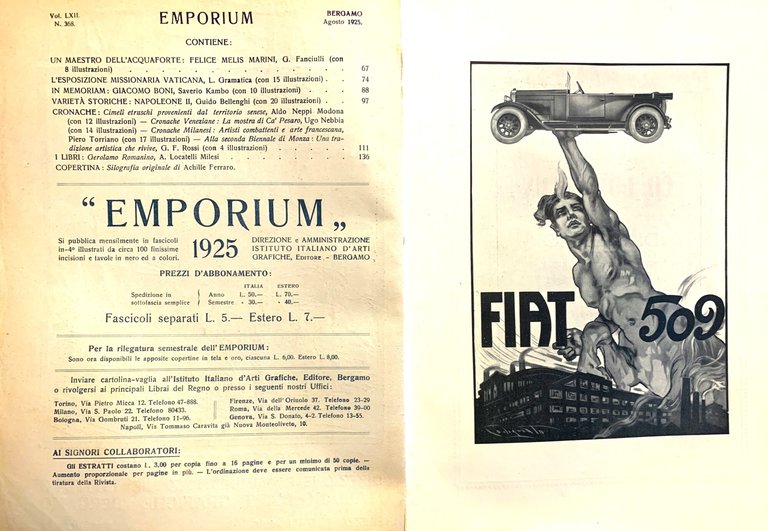 Vol. LXII.
N. 368.
EMPORIUM
BERGAMO
Agosto 1925.
CONTIENE:
UN MAESTRO DELL'ACQUAFORTE: FELICE MELIS MARINI, G. Fanciulli (con
8 illustrazioni) . . . . . . . . . . . . 67
L'ESPOSIZIONE MISSIONARIA VATICANA, L. Gramatica (con 15 illustrazioni) . . 74
IN MEMORIAM: GIACOMO BONI, Saverio Kambo (con 10 illustrazioni) . . . 88
VARIETÀ STORICHE: NAPOLEONE II, Guido Bellenghi (con 20 illustrazioni) . . 97
CRONACHE: Cimeli etruschi provenienti dal territorio senese, Aldo Neppi Modona
(con 12 illustrazioni) — Cronache Veneziane: La mostra di Ca' Pesaro, Ugo Nebbia
(con 14 illustrazioni) — Cronache Milanesi: Artisti combattenti e arte francescana,
Piero Torriano (con 17 illustrazioni) — Alla seconda Biennale di Monza: Una tra-
dizione artistica che rivive, G. F. Rossi (con 4 illustrazioni) . . . . . 111
I LIBRI: Gerolamo Romanino, A. Locatelli Milesi . . . . . . . 136
COPERTINA: Silografia originale di Achille Ferraro.
“ EMPORIUM „
Si pubblica mensilmente in fascicoli
in-4º illustrati da circa 100 finissime
incisioni e tavole in nero ed a colori.
1925
DIREZIONE e AMMINISTRAZIONE
ISTITUTO ITALIANO D'ARTI
GRAFICHE, EDITORE - BERGAMO
PREZZI D'ABBONAMENTO:
ITALIA ESTERO
Spedizione in Anno L. 50.— L. 70.—
sottofascia semplice Semestre » 30.— » 40.—
Fascicoli separati L. 5.— Estero L. 7.—
Per la rilegatura semestrale dell'EMPORIUM:
Sono ora disponibili le apposite copertine in tela e oro, ciascuna L. 6,00. Estero L. 8,00.
Inviare cartolina-vaglia all'Istituto Italiano d'Arti Grafiche, Editore, Bergamo
o rivolgersi ai principali Librai del Regno o presso i seguenti nostri Uffici:
Torino, Via Pietro Micca 12. Telefono 47-888.
Milano, Via S. Paolo 22. Telefono 80433.
Bologna, Via Gombruti 21. Telefono 11-96.
Firenze, Via dell'Oriuolo 37. Telefono 23-29
Roma, Via della Mercede 42. Telefono 39-00
Genova, Via S. Donato, 4-2. Telefono 13-55.
Napoli, Via Tommaso Caravita già Nuova Monteoliveto, 10.
AI SIGNORI COLLABORATORI:
Gli ESTRATTI costano L. 3,00 per copia fino a 16 pagine e per un minimo di 50 copie. —
Aumento proporzionale per pagine in più. — L'ordinazione deve essere comunicata prima della
tiratura della Rivista.
FIAT 509